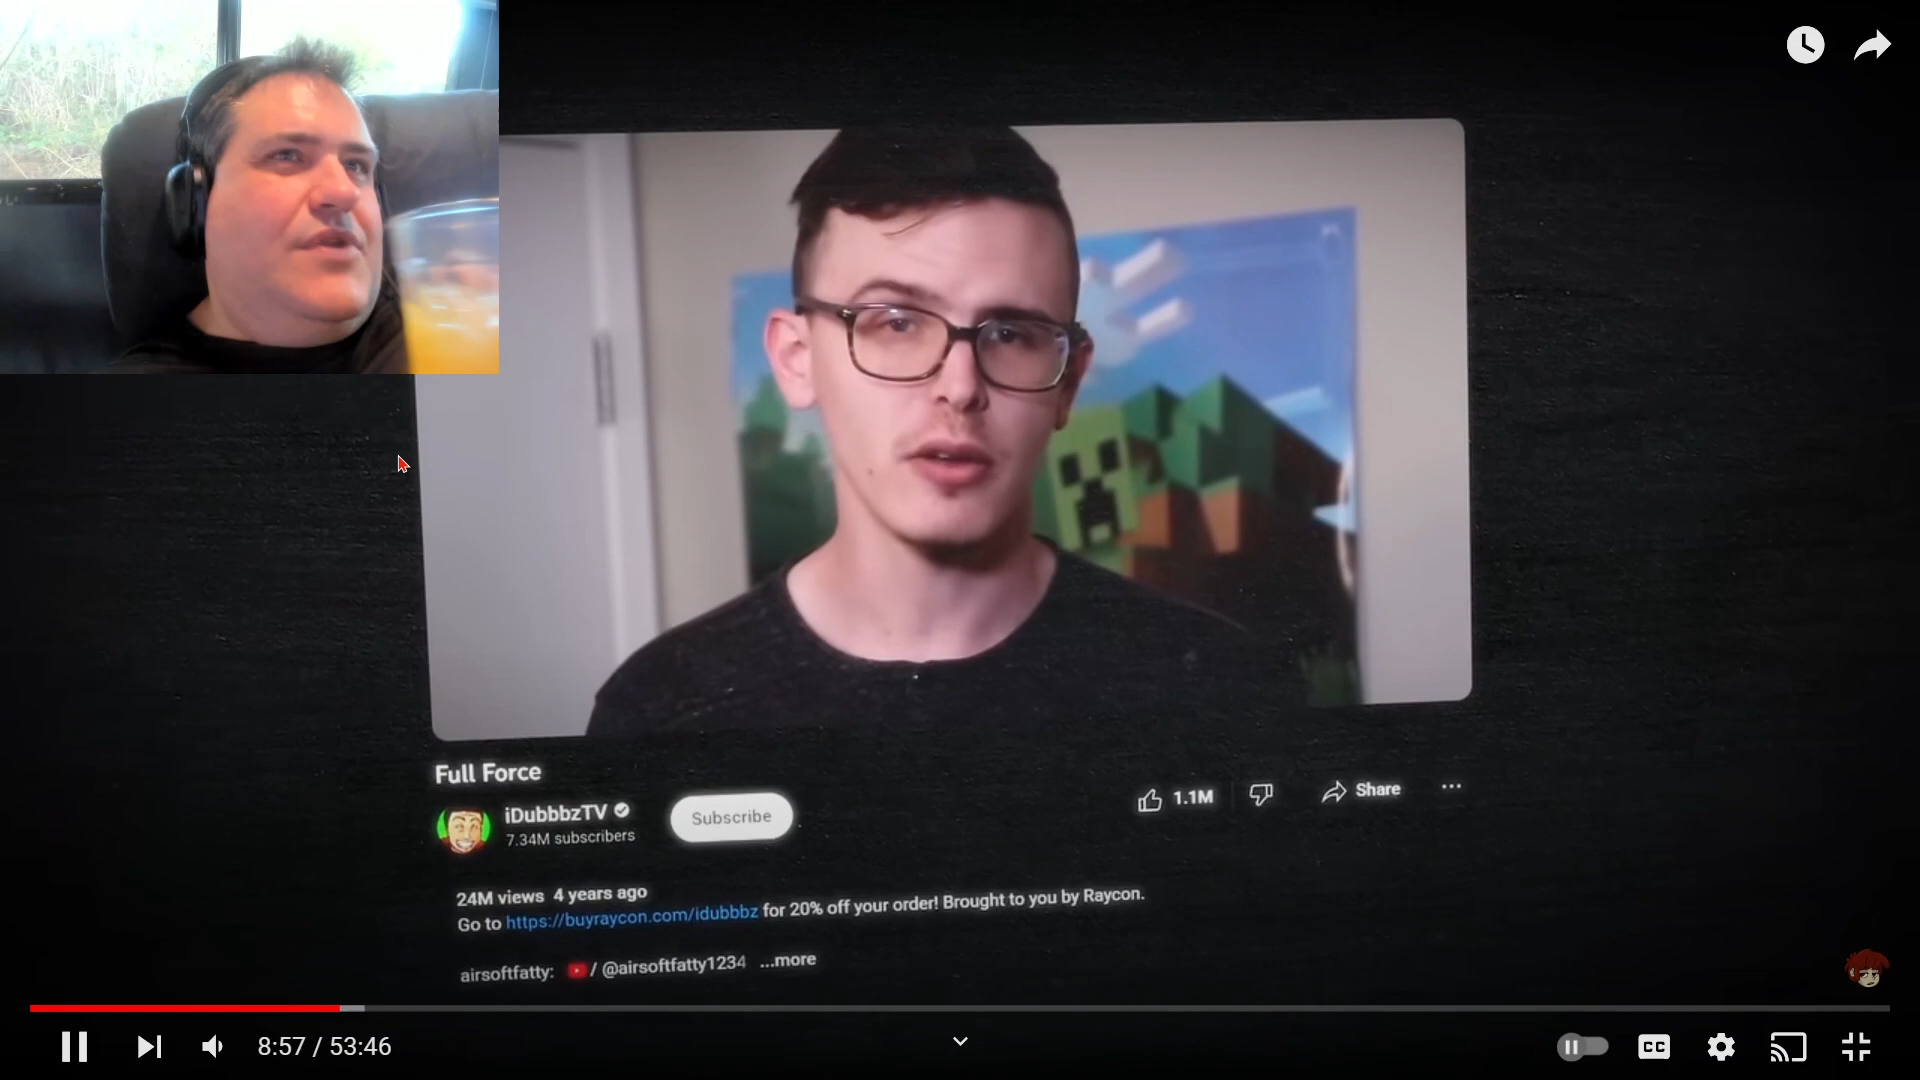 Full Force
iDubbbzTV
7.34M subscribers
Subscribe
1.1M
Share
...
24M views 4 years ago
Go to https://buyraycon.com/idubbbz for 20% off your order! Brought to you by Raycon.
airsoftfatty: / @airsoftfatty1234 ...more
8:57 / 53:46
CC